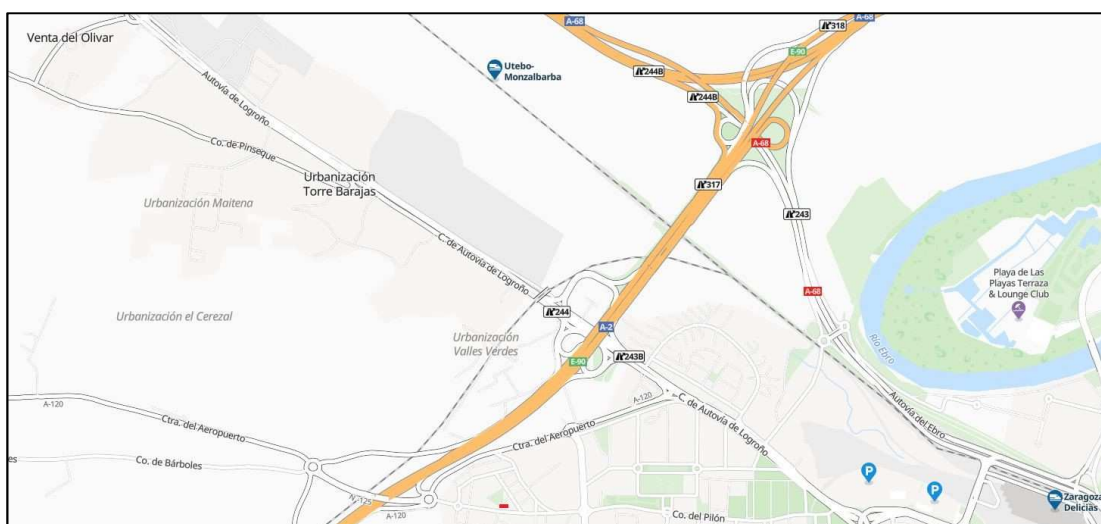 A-68
A-68
318
E-90
Venta del Olivar
Utebo-
Monzalbarba
244B
244B
Autovía de Logroño
A-68
Co. de Pinseque
317
Urbanización
Torre Barajas
Urbanización Maitena
243
C. de Autovía de Logroño
Playa de Las
Playas Terraza
& Lounge Club
A-68
Urbanización el Cerezal
244
A-2
Urbanización
Valles Verdes
Río Ebro
E-90
243B
A-120
A-120
C. de Autovía de Logroño
Autovía del Ebro
Ctra. del Aeropuerto
Ctra. del Aeropuerto
es
Co. de Bárboles
P
P
N-125
A-120
Co. del Pilón
Zaragoza
Delicias